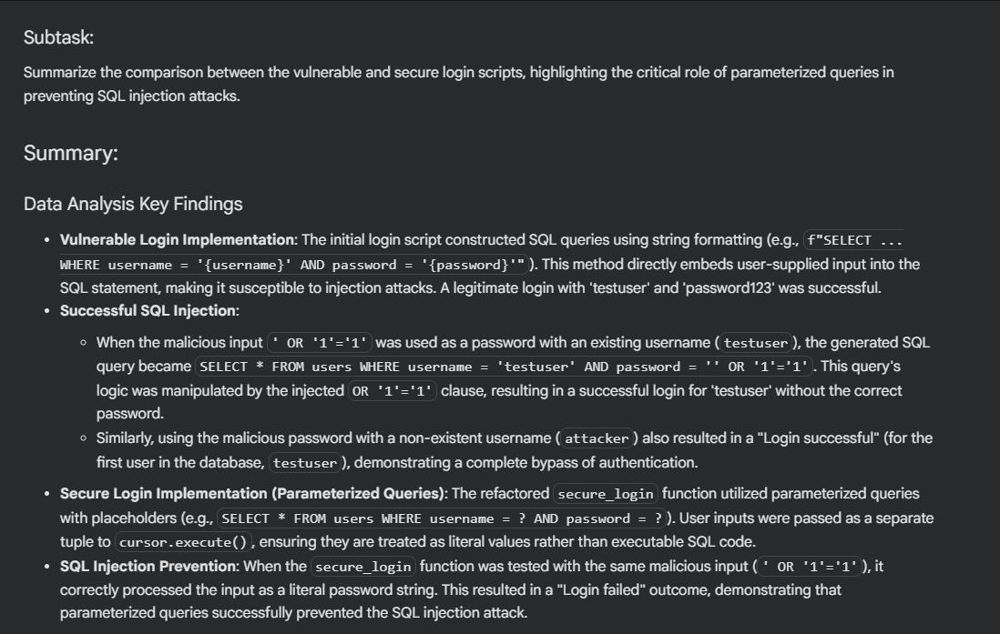 Subtask:
Summarize the comparison between the vulnerable and secure login scripts, highlighting the critical role of parameterized queries in
preventing SQL injection attacks.
Summary:
Data Analysis Key Findings
• Vulnerable Login Implementation: The initial login script constructed SQL queries using string formatting (e.g., f"SELECT ...
WHERE username = '{username}' AND password = '{password}'" ). This method directly embeds user-supplied input into the
SQL statement, making it susceptible to injection attacks. A legitimate login with 'testuser' and 'password123' was successful.
• Successful SQL Injection:
◦ When the malicious input ' OR '1'='1' was used as a password with an existing username ( testuser ), the generated SQL
query became SELECT * FROM users WHERE username = 'testuser' AND password = '' OR '1'='1' . This query's
logic was manipulated by the injected OR '1'='1' clause, resulting in a successful login for 'testuser' without the correct
password.
◦ Similarly, using the malicious password with a non-existent username ( attacker ) also resulted in a "Login successful" (for the
first user in the database, testuser ), demonstrating a complete bypass of authentication.
• Secure Login Implementation (Parameterized Queries): The refactored secure_login function utilized parameterized queries
with placeholders (e.g., SELECT * FROM users WHERE username = ? AND password = ? ). User inputs were passed as a separate
tuple to cursor.execute() , ensuring they are treated as literal values rather than executable SQL code.
• SQL Injection Prevention: When the secure_login function was tested with the same malicious input ( ' OR '1'='1' ), it
correctly processed the input as a literal password string. This resulted in a "Login failed" outcome, demonstrating that
parameterized queries successfully prevented the SQL injection attack.